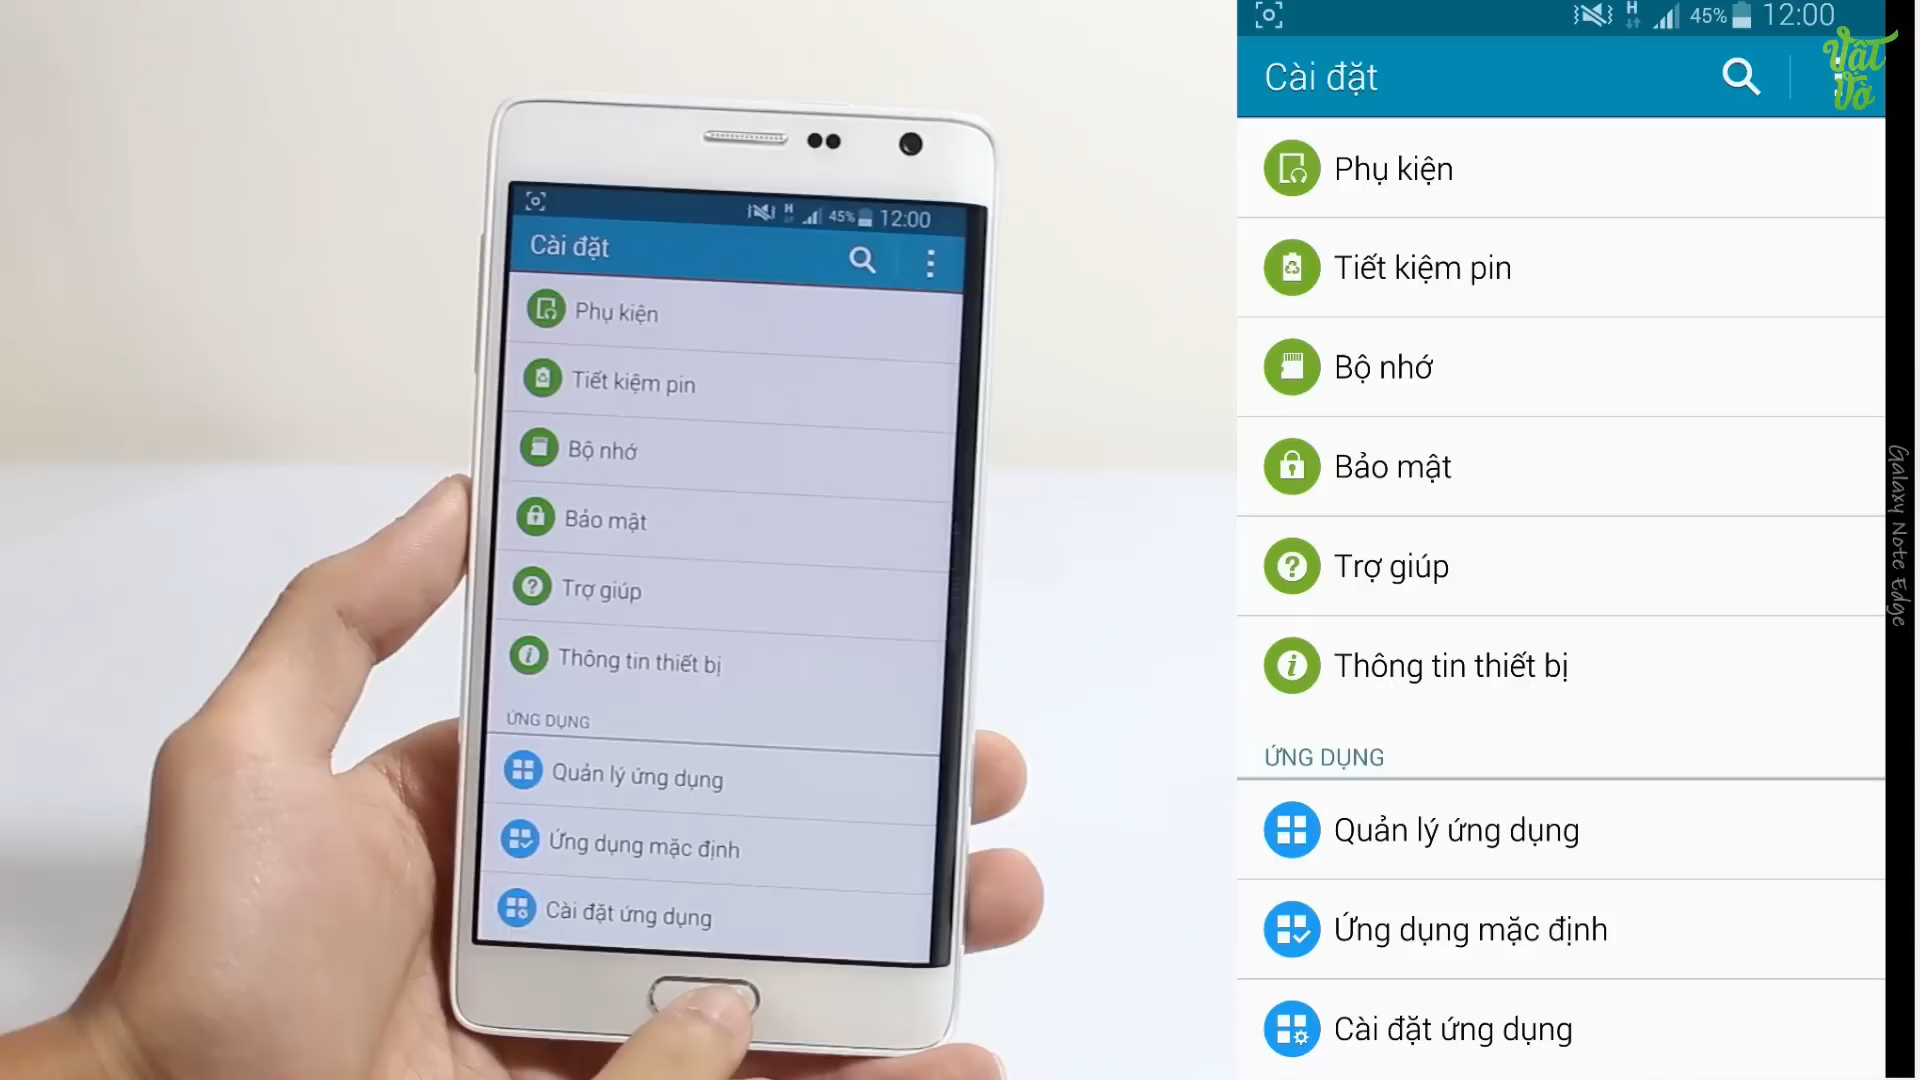 45% 12:00
Cài đặt
Phụ kiện
Tiết kiệm pin
Bộ nhớ
Bảo mật
Trợ giúp
Thông tin thiết bị
ỨNG DỤNG
Quản lý ứng dụng
Ứng dụng mặc định
Cài đặt ứng dụng
H 45% 12:00
Cài đặt
Vật Vờ
Phụ kiện
Tiết kiệm pin
Bộ nhớ
Bảo mật
Trợ giúp
Thông tin thiết bị
ỨNG DỤNG
Quản lý ứng dụng
Ứng dụng mặc định
Cài đặt ứng dụng
Galaxy Note Edge